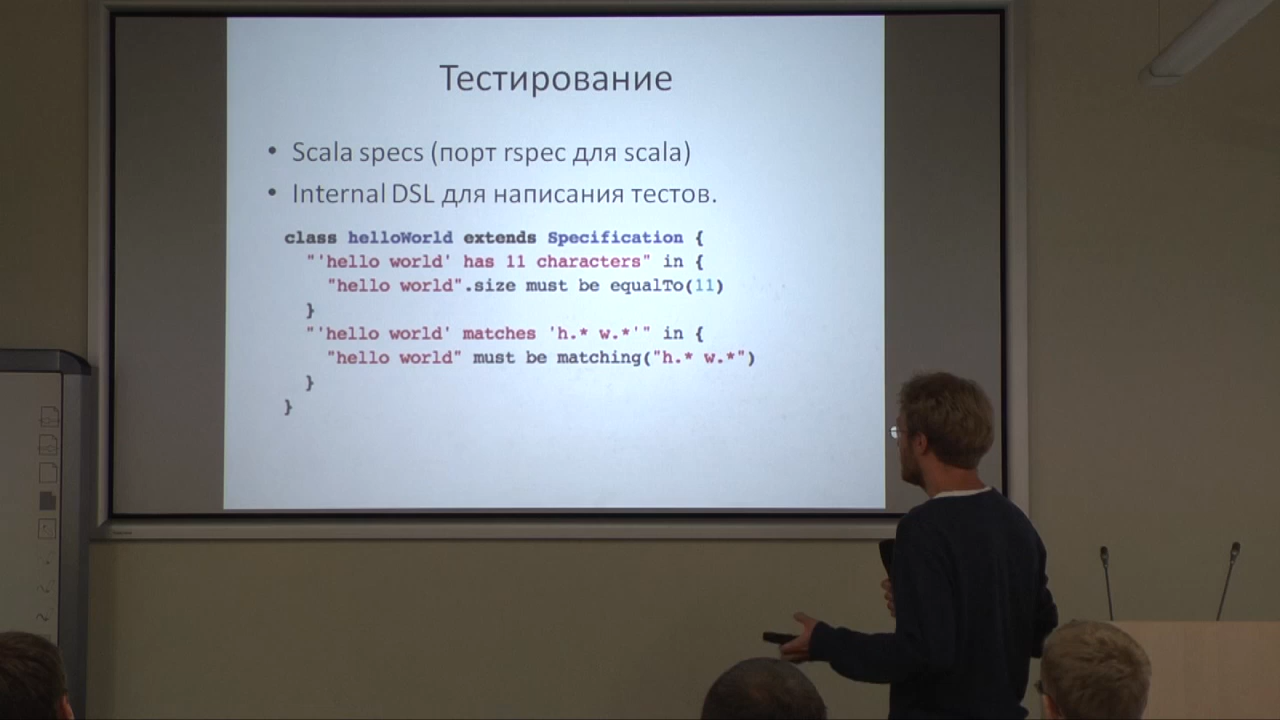 Тестирование
• Scala specs (порт rspec для scala)
• Internal DSL для написания тестов.
class helloWorld extends Specification {
"'hello world' has 11 characters" in {
"hello world".size must be equalTo(11)
}
"'hello world' matches 'h.* w.*'" in {
"hello world" must be matching("h.* w.*")
}
}